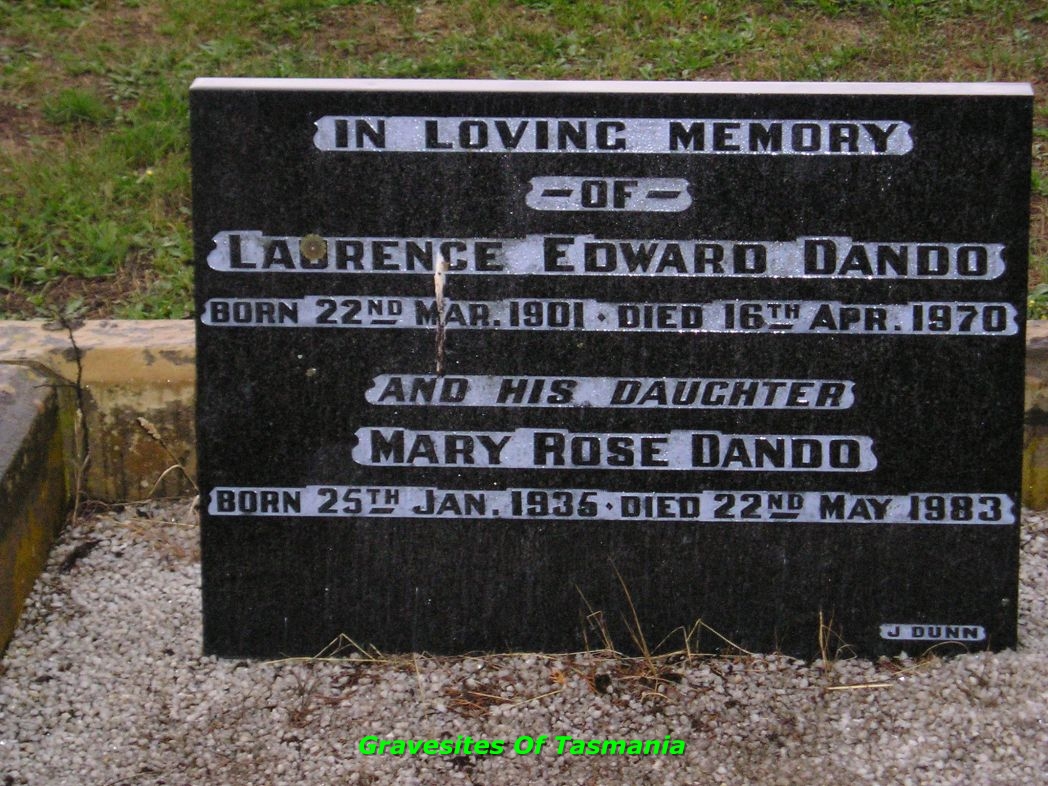 IN LOVING MEMORY
-OF-
LAURENCE EDWARD DANDO
BORN 22ND MAR. 1901 · DIED 16TH APR. 1970
AND HIS DAUGHTER
MARY ROSE DANDO
BORN 25TH JAN. 1935 · DIED 22ND MAY 1983
J DUNN
Gravesites Of Tasmania